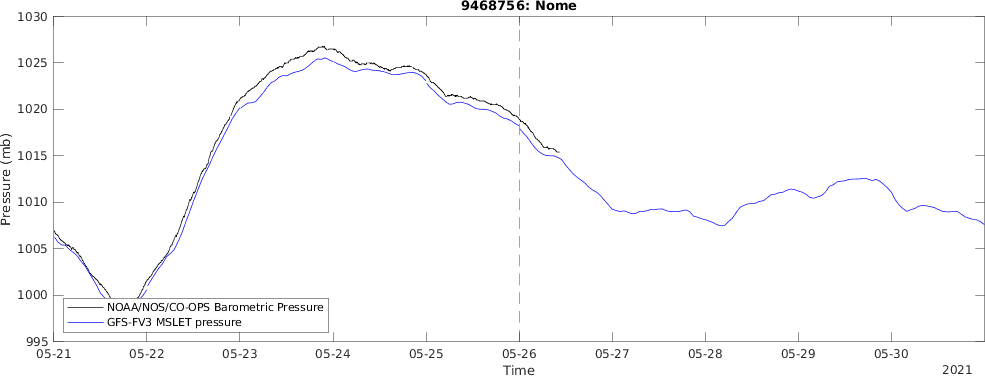 9468756: Nome
1030
1025
1020
1015
1010
1005
1000
995
Pressure (mb)
NOAA/NOS/CO-OPS Barometric Pressure
GFS-FV3 MSLET pressure
05-21 05-22 05-23 05-24 05-25 05-26 05-27 05-28 05-29 05-30
Time
2021